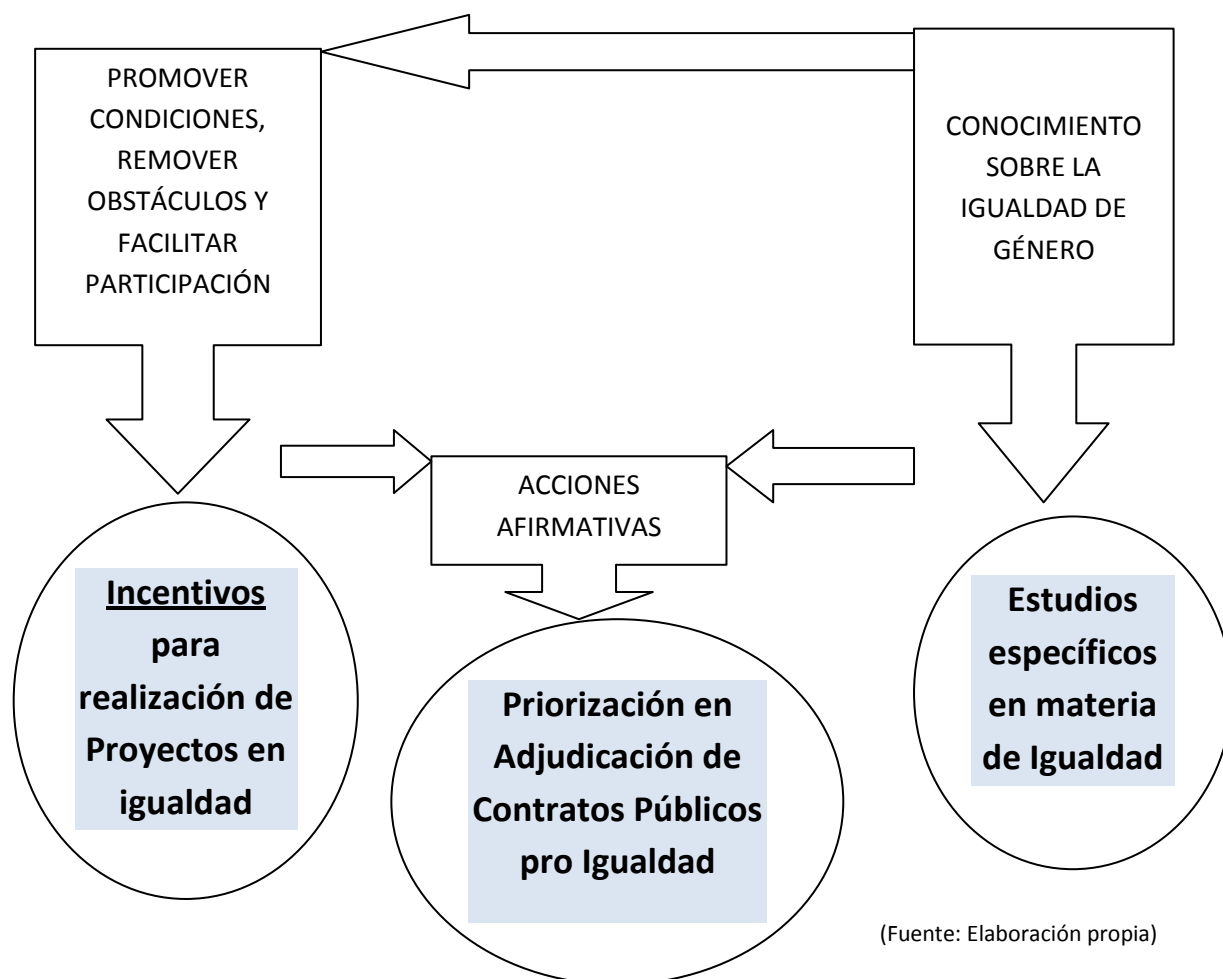 PROMOVER
CONDICIONES,
REMOVER
OBSTÁCULOS Y
FACILITAR
PARTICIPACIÓN
CONOCIMIENTO
SOBRE LA
IGUALDAD DE
GÉNERO
ACCIONES
AFIRMATIVAS
Incentivos
para
realización de
Proyectos en
igualdad
Priorización en
Adjudicación de
Contratos Públicos
pro Igualdad
Estudios
específicos
en materia
de Igualdad
(Fuente: Elaboración propia)